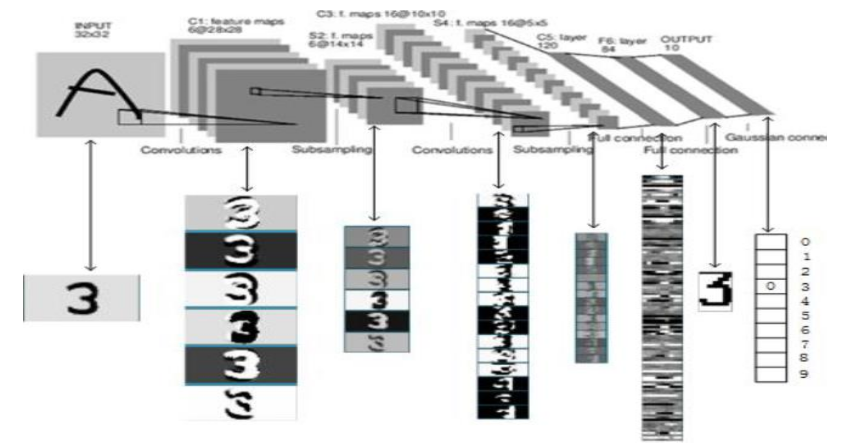 INPUT
32x32
C1: feature maps
6@28x28
S2: f. maps
6@14x14
C3: f. maps 16@10x10
S4: f. maps 16@5x5
C5: layer
120
F6: layer
84
OUTPUT
10
Convolutions
Subsampling
Convolutions
Subsampling
Full connection
Full connection
Gaussian conne
A
3
3
0
1
2
3
4
5
6
7
8
9
0